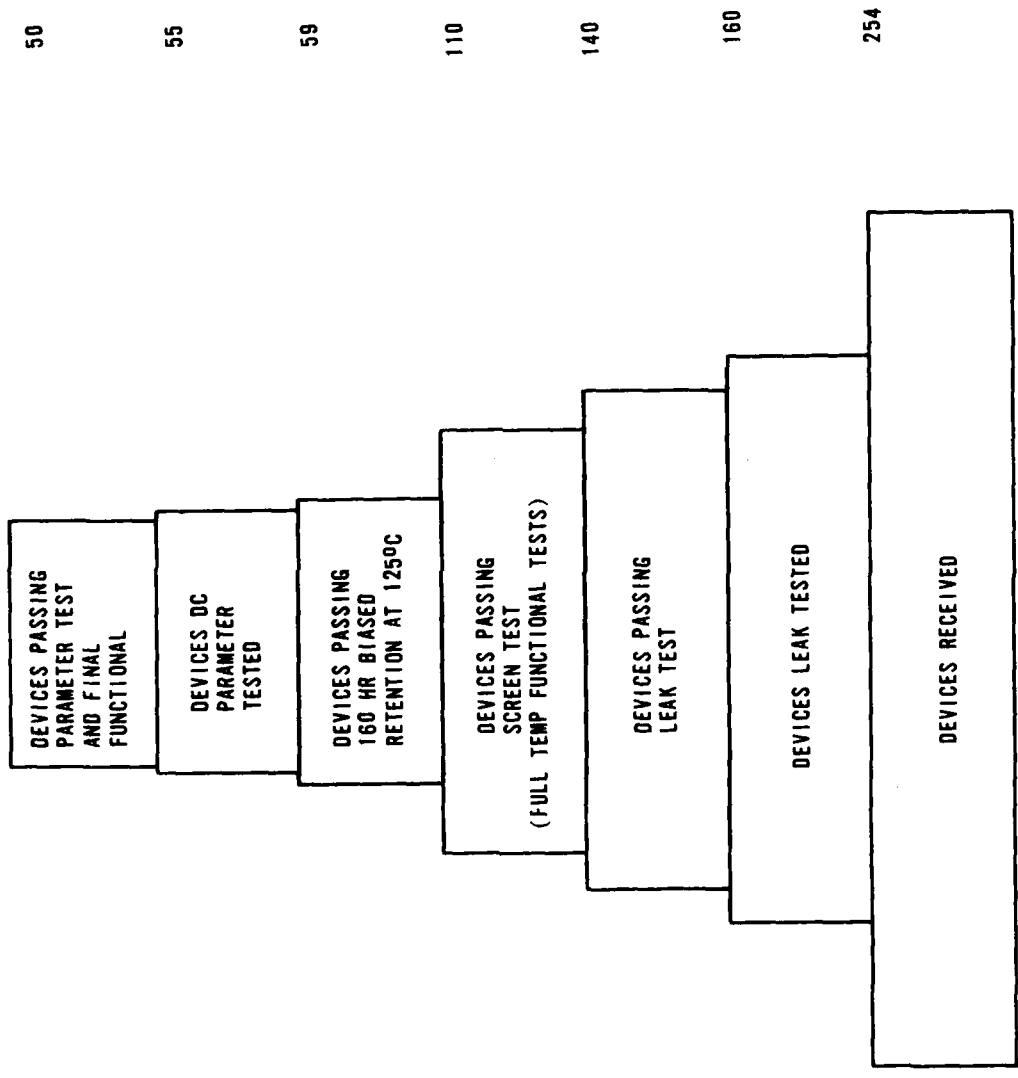 DEVICES PASSING
PARAMETER TEST
AND FINAL
FUNCTIONAL
50
DEVICES DC
PARAMETER
TESTED
55
DEVICES PASSING
160 HR BIASED
RETENTION AT 125⁰C
59
DEVICES PASSING
SCREEN TEST
(FULL TEMP FUNCTIONAL TESTS)
110
DEVICES PASSING
LEAK TEST
140
DEVICES LEAK TESTED
160
DEVICES RECEIVED
254